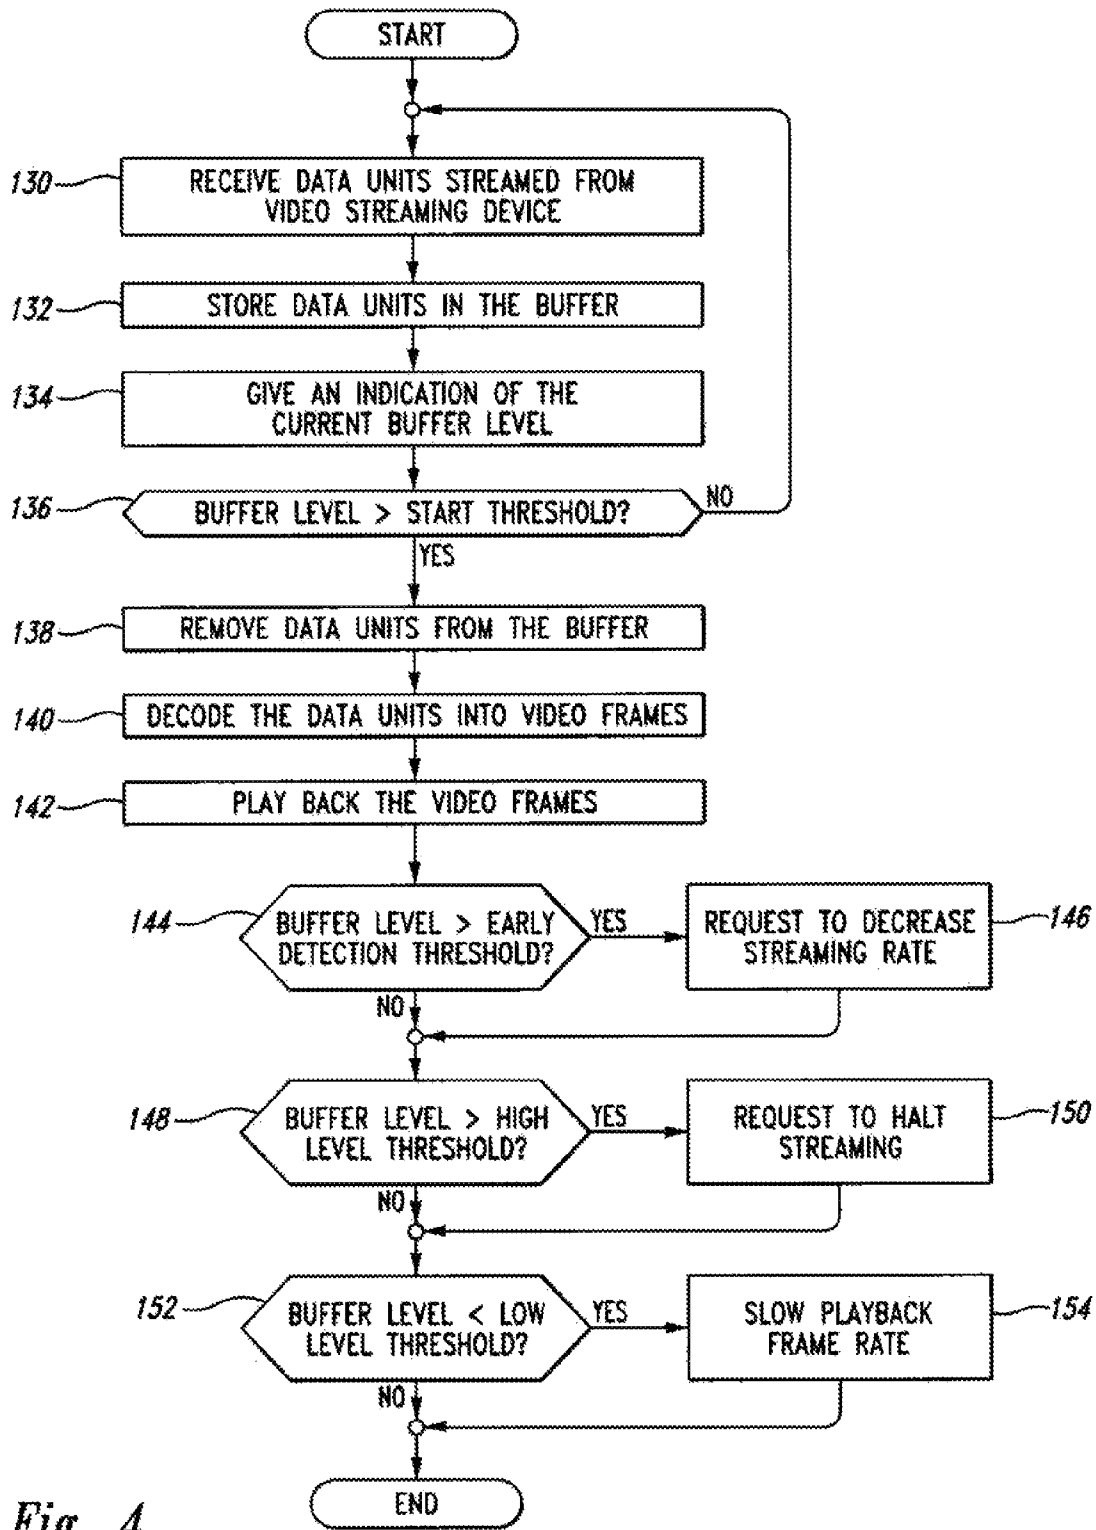 START
130
RECEIVE DATA UNITS STREAMED FROM
VIDEO STREAMING DEVICE
132
STORE DATA UNITS IN THE BUFFER
134
GIVE AN INDICATION OF THE
CURRENT BUFFER LEVEL
136
BUFFER LEVEL > START THRESHOLD?
NO
YES
138
REMOVE DATA UNITS FROM THE BUFFER
140
DECODE THE DATA UNITS INTO VIDEO FRAMES
142
PLAY BACK THE VIDEO FRAMES
144
BUFFER LEVEL > EARLY
DETECTION THRESHOLD?
YES
REQUEST TO DECREASE
STREAMING RATE
146
NO
148
BUFFER LEVEL > HIGH
LEVEL THRESHOLD?
YES
REQUEST TO HALT
STREAMING
150
NO
152
BUFFER LEVEL < LOW
LEVEL THRESHOLD?
YES
SLOW PLAYBACK
FRAME RATE
154
NO
END
Fig. 4